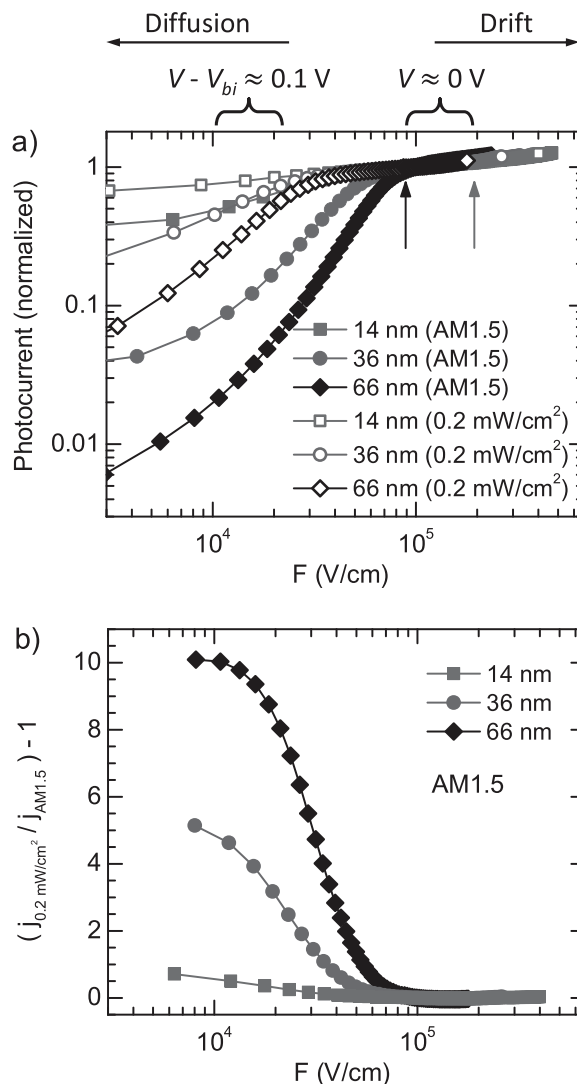 Diffusion Drift
V - Vbi ≈ 0.1 V V ≈ 0 V
a)
Photocurrent (normalized)
1
0.1
0.01
14 nm (AM1.5)
36 nm (AM1.5)
66 nm (AM1.5)
14 nm (0.2 mW/cm²)
36 nm (0.2 mW/cm²)
66 nm (0.2 mW/cm²)
10⁴ 10⁵
F (V/cm)
b)
( j0.2 mW/cm² / jAM1.5 ) - 1
10
8
6
4
2
0
14 nm
36 nm
66 nm
AM1.5
10⁴ 10⁵
F (V/cm)